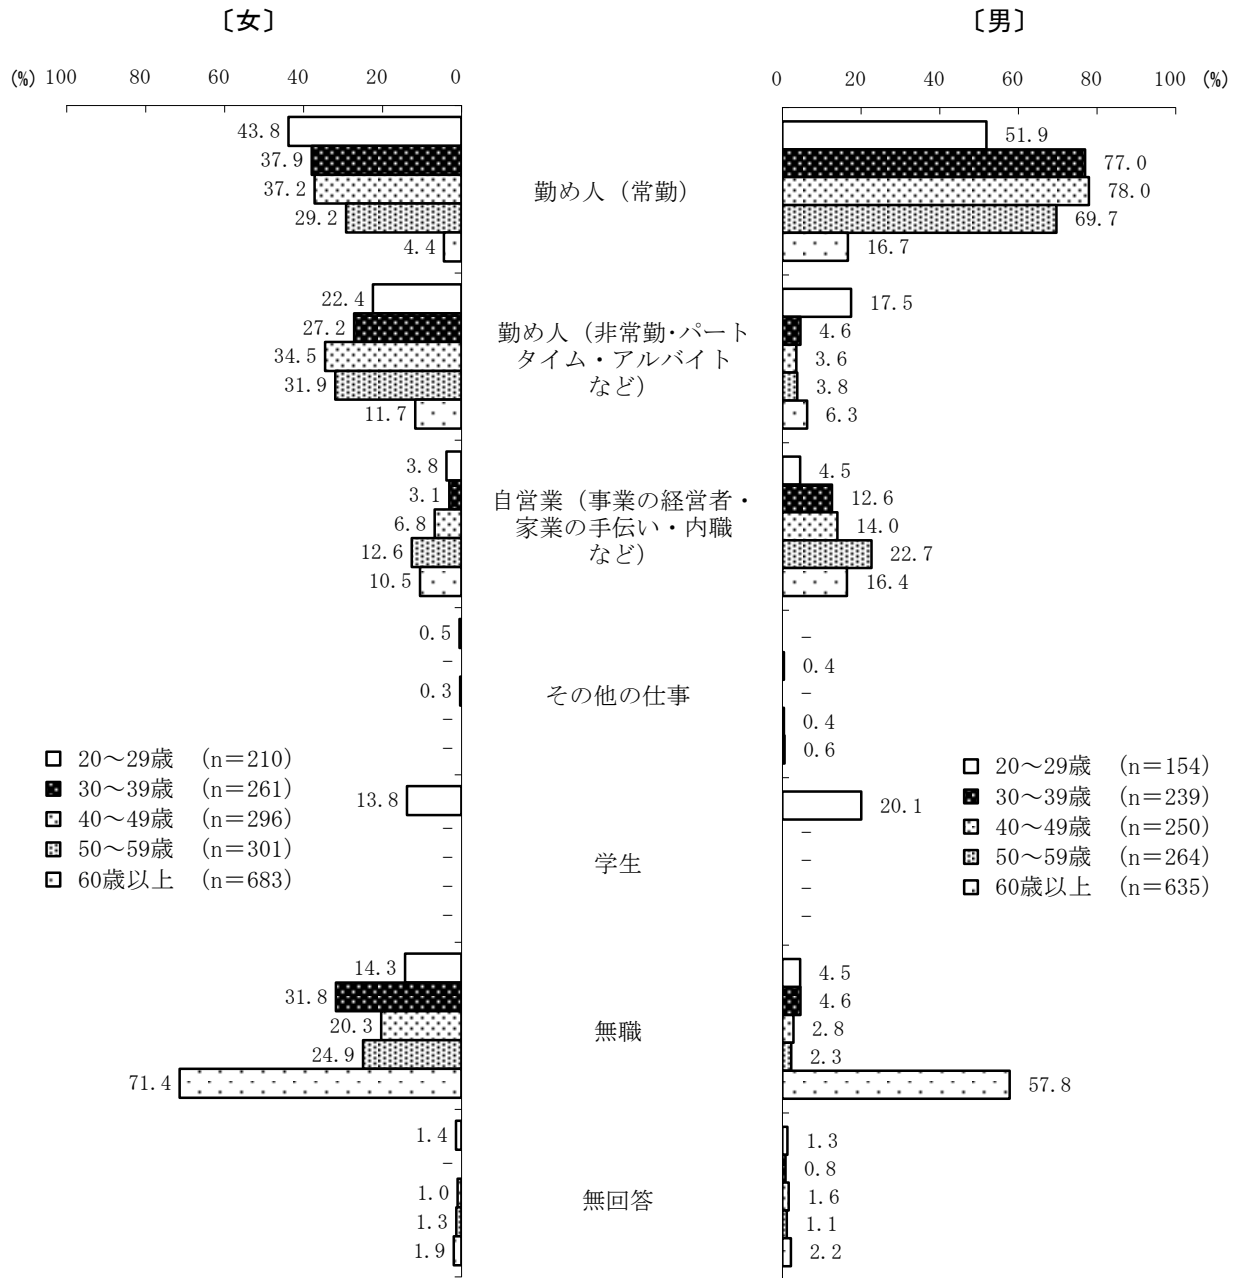 〔女〕
〔男〕
(%) 100 80 60 40 20 0
0 20 40 60 80 100 (%)
43.8
37.9
37.2
29.2
4.4
勤め人（常勤）
51.9
77.0
78.0
69.7
16.7
22.4
27.2
34.5
31.9
11.7
勤め人（非常勤･パート
タイム・アルバイト
など）
17.5
4.6
3.6
3.8
6.3
3.8
3.1
6.8
12.6
10.5
自営業（事業の経営者・
家業の手伝い・内職
など）
4.5
12.6
14.0
22.7
16.4
0.5
-
0.3
-
-
その他の仕事
-
0.4
-
0.4
0.6
20～29歳 （n＝210）
30～39歳 （n＝261）
40～49歳 （n＝296）
50～59歳 （n＝301）
60歳以上 （n＝683）
13.8
-
-
-
-
学生
20.1
-
-
-
-
20～29歳 （n＝154）
30～39歳 （n＝239）
40～49歳 （n＝250）
50～59歳 （n＝264）
60歳以上 （n＝635）
14.3
31.8
20.3
24.9
71.4
無職
4.5
4.6
2.8
2.3
57.8
1.4
-
1.0
1.3
1.9
無回答
1.3
0.8
1.6
1.1
2.2